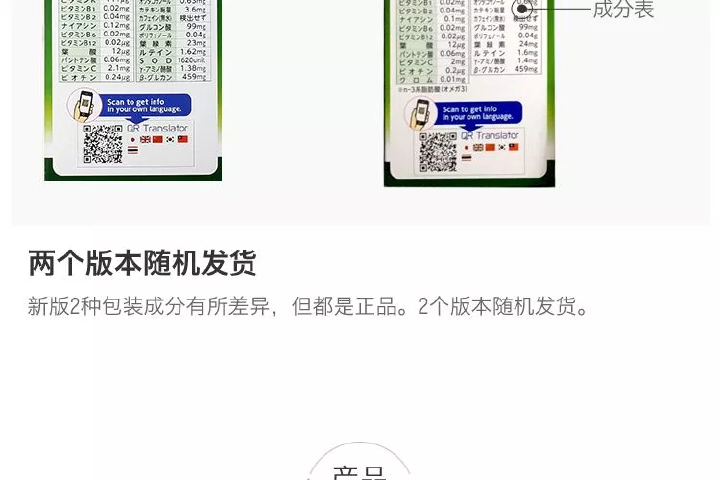 ビタミンB1 0.02mg カテキン総量 3.6mg
ビタミンB2 0.04mg カフェイン(無水) 検出せず
ナイアシン 0.12mg グルコン酸 99mg
ビタミンB6 0.02mg ポリフェノール 0.04g
ビタミンB12 0.02μg 葉緑素 23mg
葉酸 12μg ルテイン 1.62mg
パントテン酸 0.06mg SOD 1620unit.
ビタミンC 2.1mg γ-アミノ酪酸 1.38mg
ビオチン 0.24μg β-グルカン 459mg
Scan to get info
in your own language.
QR Translator
成分表
ビタミンB1 0.02mg
ビタミンB2 0.04mg カテキン総量
ナイアシン 0.1mg カフェイン(無水) 検出せず
ビタミンB6 0.02mg グルコン酸 99mg
ビタミンB12 0.02μg ポリフェノール 0.04g
葉酸 12μg 葉緑素 24mg
パントテン酸 0.06mg ルテイン 1.6mg
ビタミンC 2mg γ-アミノ酪酸 1.4mg
ビオチン 0.2μg β-グルカン 459mg
クロム 0.01mg
※n-3系脂肪酸(オメガ3)
Scan to get info
in your own language.
QR Translator
两个版本随机发货
新版2种包装成分有所差异，但都是正品。2个版本随机发货。
产品